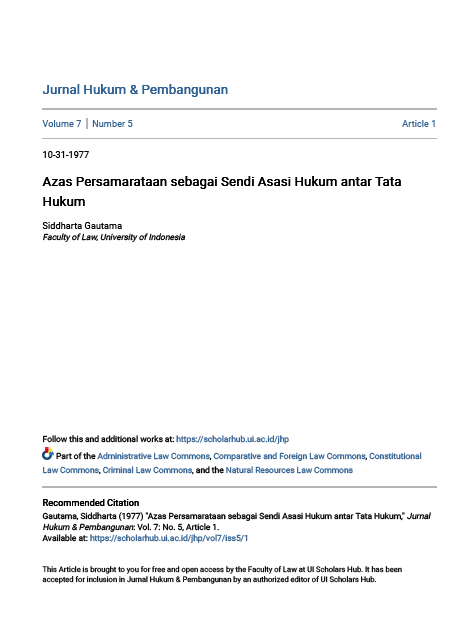 Jurnal Hukum & Pembangunan
Volume 7 | Number 5 Article 1
10-31-1977
Azas Persamarataan sebagai Sendi Asasi Hukum antar Tata
Hukum
Siddharta Gautama
Faculty of Law, University of Indonesia
Follow this and additional works at: https://scholarhub.ui.ac.id/jhp
Part of the Administrative Law Commons, Comparative and Foreign Law Commons, Constitutional
Law Commons, Criminal Law Commons, and the Natural Resources Law Commons
Recommended Citation
Gautama, Siddharta (1977) "Azas Persamarataan sebagai Sendi Asasi Hukum antar Tata Hukum," Jurnal
Hukum & Pembangunan: Vol. 7: No. 5, Article 1.
Available at: https://scholarhub.ui.ac.id/jhp/vol7/iss5/1
This Article is brought to you for free and open access by the Faculty of Law at UI Scholars Hub. It has been
accepted for inclusion in Jurnal Hukum & Pembangunan by an authorized editor of UI Scholars Hub.